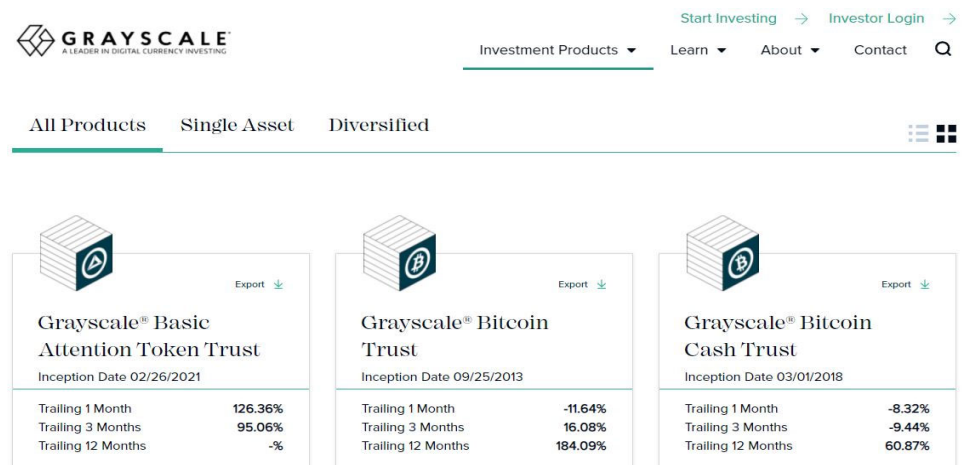 Start Investing → Investor Login →
GRAYSCALE®
A LEADER IN DIGITAL CURRENCY INVESTING
Investment Products Learn About Contact
All Products Single Asset Diversified
Export Export Export
Grayscale® Basic
Attention Token Trust
Inception Date 02/26/2021
Trailing 1 Month 126.36%
Trailing 3 Months 95.06%
Trailing 12 Months -%
Grayscale® Bitcoin
Trust
Inception Date 09/25/2013
Trailing 1 Month -11.64%
Trailing 3 Months 16.08%
Trailing 12 Months 184.09%
Grayscale® Bitcoin
Cash Trust
Inception Date 03/01/2018
Trailing 1 Month -8.32%
Trailing 3 Months -9.44%
Trailing 12 Months 60.87%